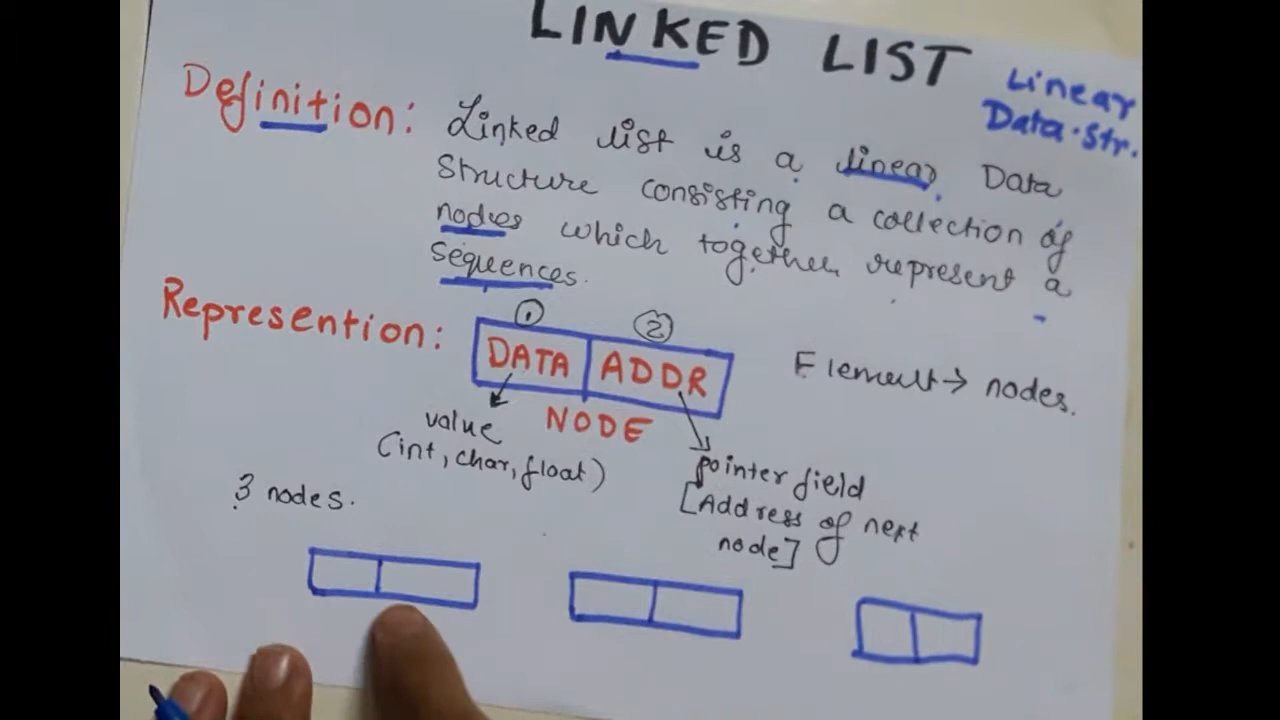 LINKED LIST
Linear
Data.Str.
Definition:
Linked list is a linear Data
Structure consisting a collection of
nodes which together represent a
sequences.
Represention:
1 2
DATA ADDR
NODE
Element → nodes.
value
(int, char, float)
pointer field
[Address of next
node]
3 nodes.